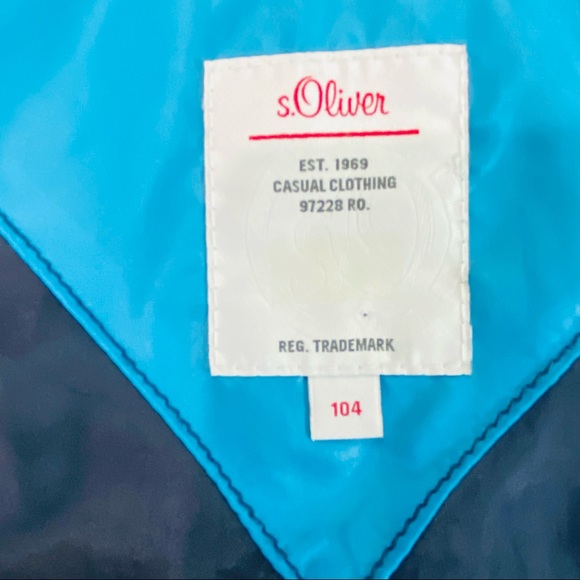 s.Oliver
EST. 1969
CASUAL CLOTHING
97228 RO.
REG. TRADEMARK
104